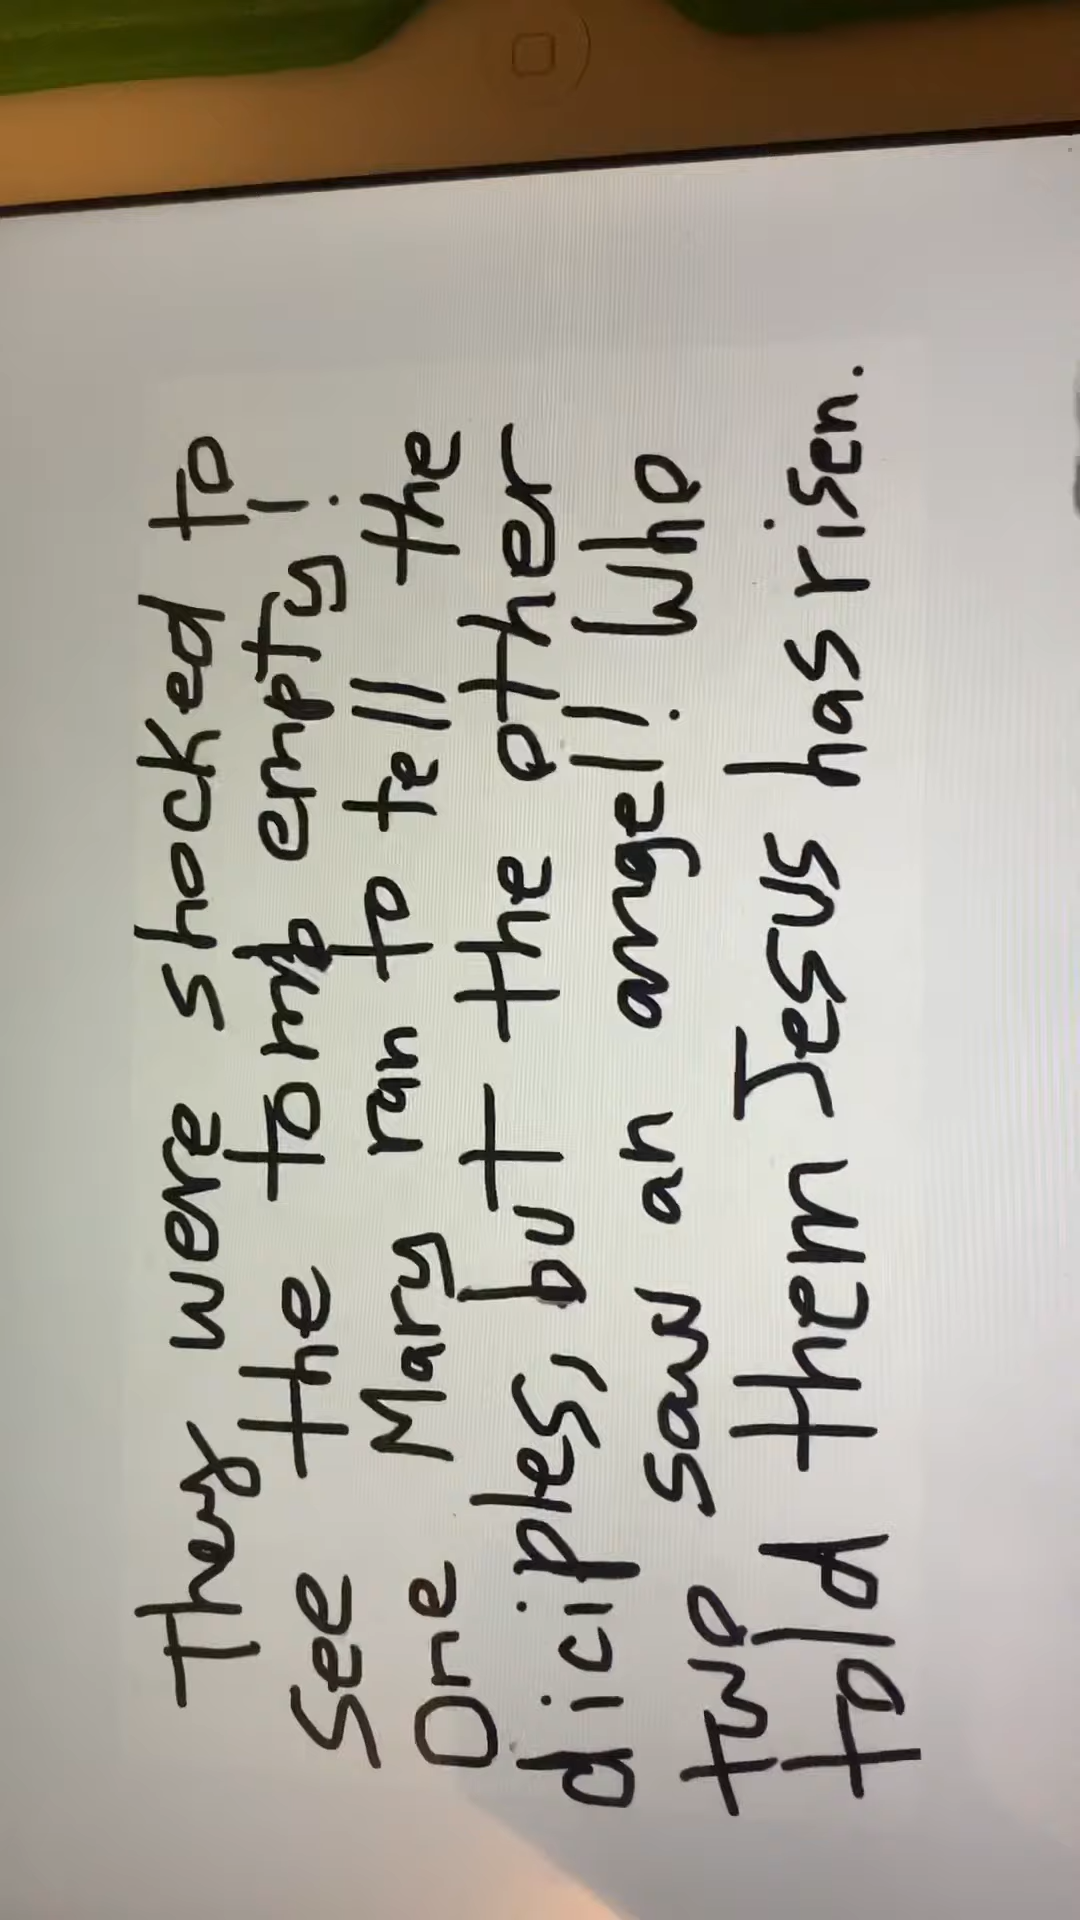 They were shocked to
see the tomb empty!
One Mary ran to tell the
diciples, but the other
two saw an angel! Who
told them Jesus has risen.